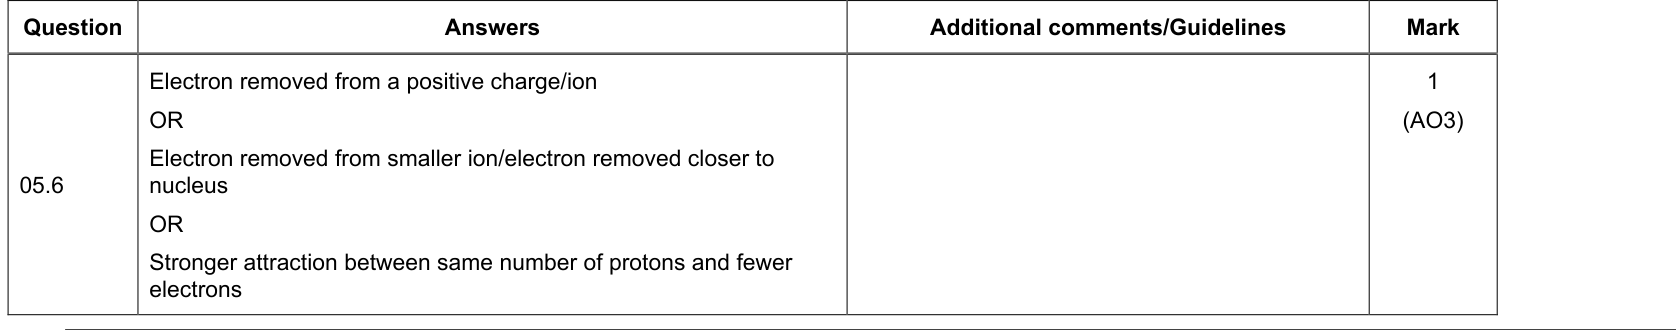 Question Answers Additional comments/Guidelines Mark
Electron removed from a positive charge/ion 1
OR (AO3)
Electron removed from smaller ion/electron removed closer to
05.6 nucleus
OR
Stronger attraction between same number of protons and fewer
electrons